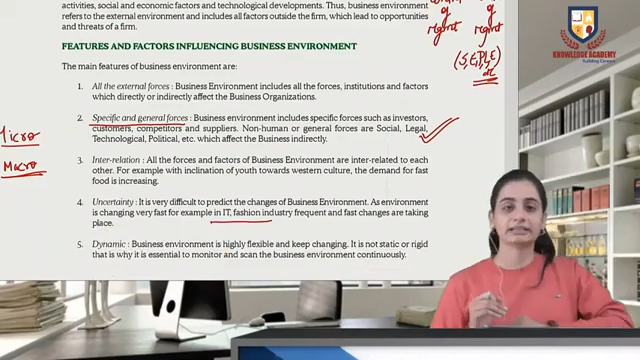 activities, social and economic factors and technological developments. Thus, business environment
refers to the external environment and includes all factors outside the firm, which lead to opportunities
and threats of a firm.
FEATURES AND FACTORS INFLUENCING BUSINESS ENVIRONMENT
The main features of business environment are:
1. All the external forces : Business Environment includes all the forces, institutions and factors
which directly or indirectly affect the Business Organizations.
2. Specific and general forces : Business environment includes specific forces such as investors,
customers, competitors and suppliers. Non-human or general forces are Social, Legal,
Technological, Political, etc. which affect the Business indirectly.
3. Inter-relation : All the forces and factors of Business Environment are inter-related to each
other. For example with inclination of youth towards western culture, the demand for fast
food is increasing.
4. Uncertainty : It is very difficult to predict the changes of Business Environment. As environment
is changing very fast for example in IT, fashion industry frequent and fast changes are taking
place.
5. Dynamic : Business environment is highly flexible and keep changing. It is not static or rigid
that is why it is essential to monitor and scan the business environment continuously.
Micro
Macro
of of
mgmt mgmt
KNOWLEDGE ACADEMY
Building Careers